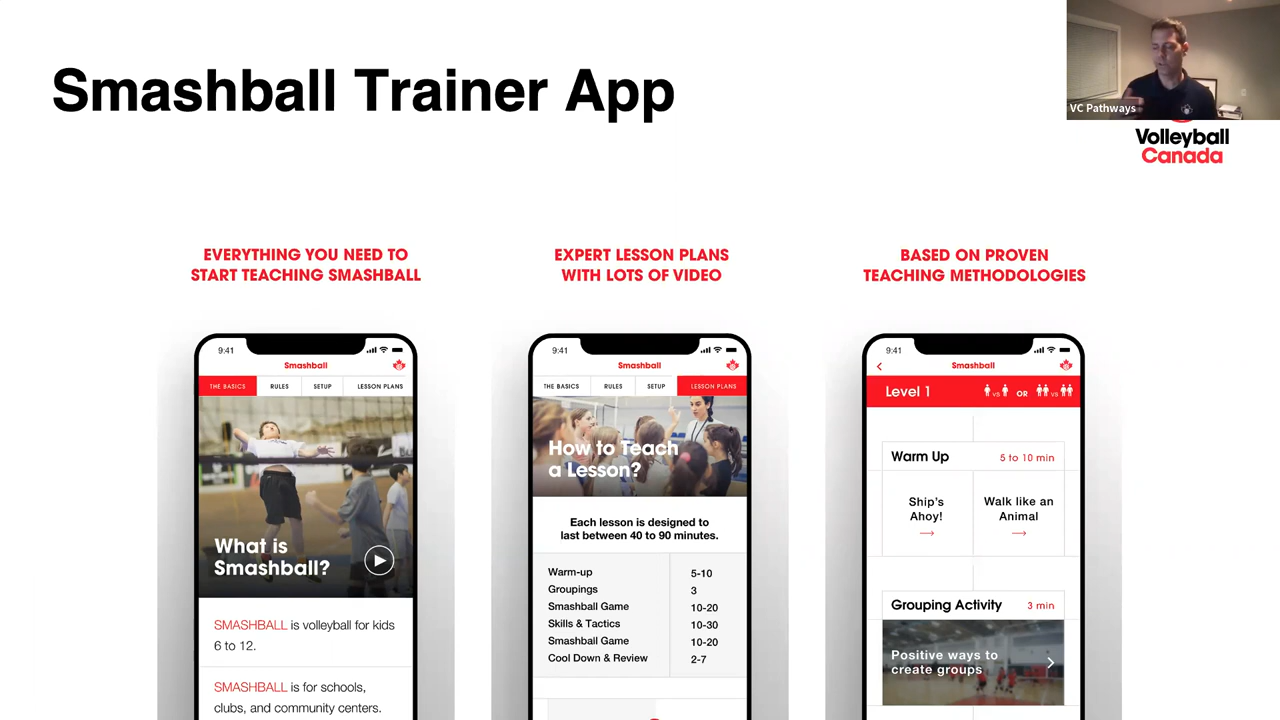 Smashball Trainer App
VC Pathways
Volleyball
Canada
EVERYTHING YOU NEED TO
START TEACHING SMASHBALL
9:41
Smashball
THE BASICS RULES SETUP LESSON PLANS
What is
Smashball?
SMASHBALL is volleyball for kids
6 to 12.
SMASHBALL is for schools,
clubs, and community centers.
EXPERT LESSON PLANS
WITH LOTS OF VIDEO
9:41
Smashball
THE BASICS RULES SETUP LESSON PLANS
How to Teach
a Lesson?
Each lesson is designed to
last between 40 to 90 minutes.
Warm-up 5-10
Groupings 3
Smashball Game 10-20
Skills & Tactics 10-30
Smashball Game 10-20
Cool Down & Review 2-7
BASED ON PROVEN
TEACHING METHODOLOGIES
9:41
Smashball
Level 1 VS OR VS
Warm Up 5 to 10 min
Ship's
Ahoy!
Walk like an
Animal
Grouping Activity 3 min
Positive ways to
create groups